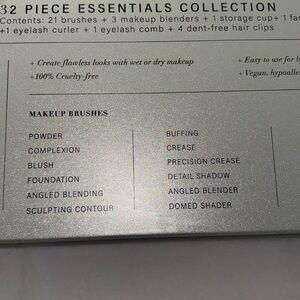 32 PIECE ESSENTIALS COLLECTION
Contents: 21 brushes + 3 makeup blenders + 1 storage cup + 1
+1 eyelash curler + 1 eyelash comb + 4 dent-free hair clips
+ Create flawless looks with wet or dry makeup
+ Easy to use for
+100% Cruelty-free
+ Vegan,
MAKEUP BRUSHES
POWDER
COMPLEXION
BLUSH
FOUNDATION
ANGLED BLENDING
SCULPTING CONTOUR
BUFFING
CREASE
PRECISION CREASE
DETAIL SHADOW
ANGLED BLENDER
DOMED SHADER